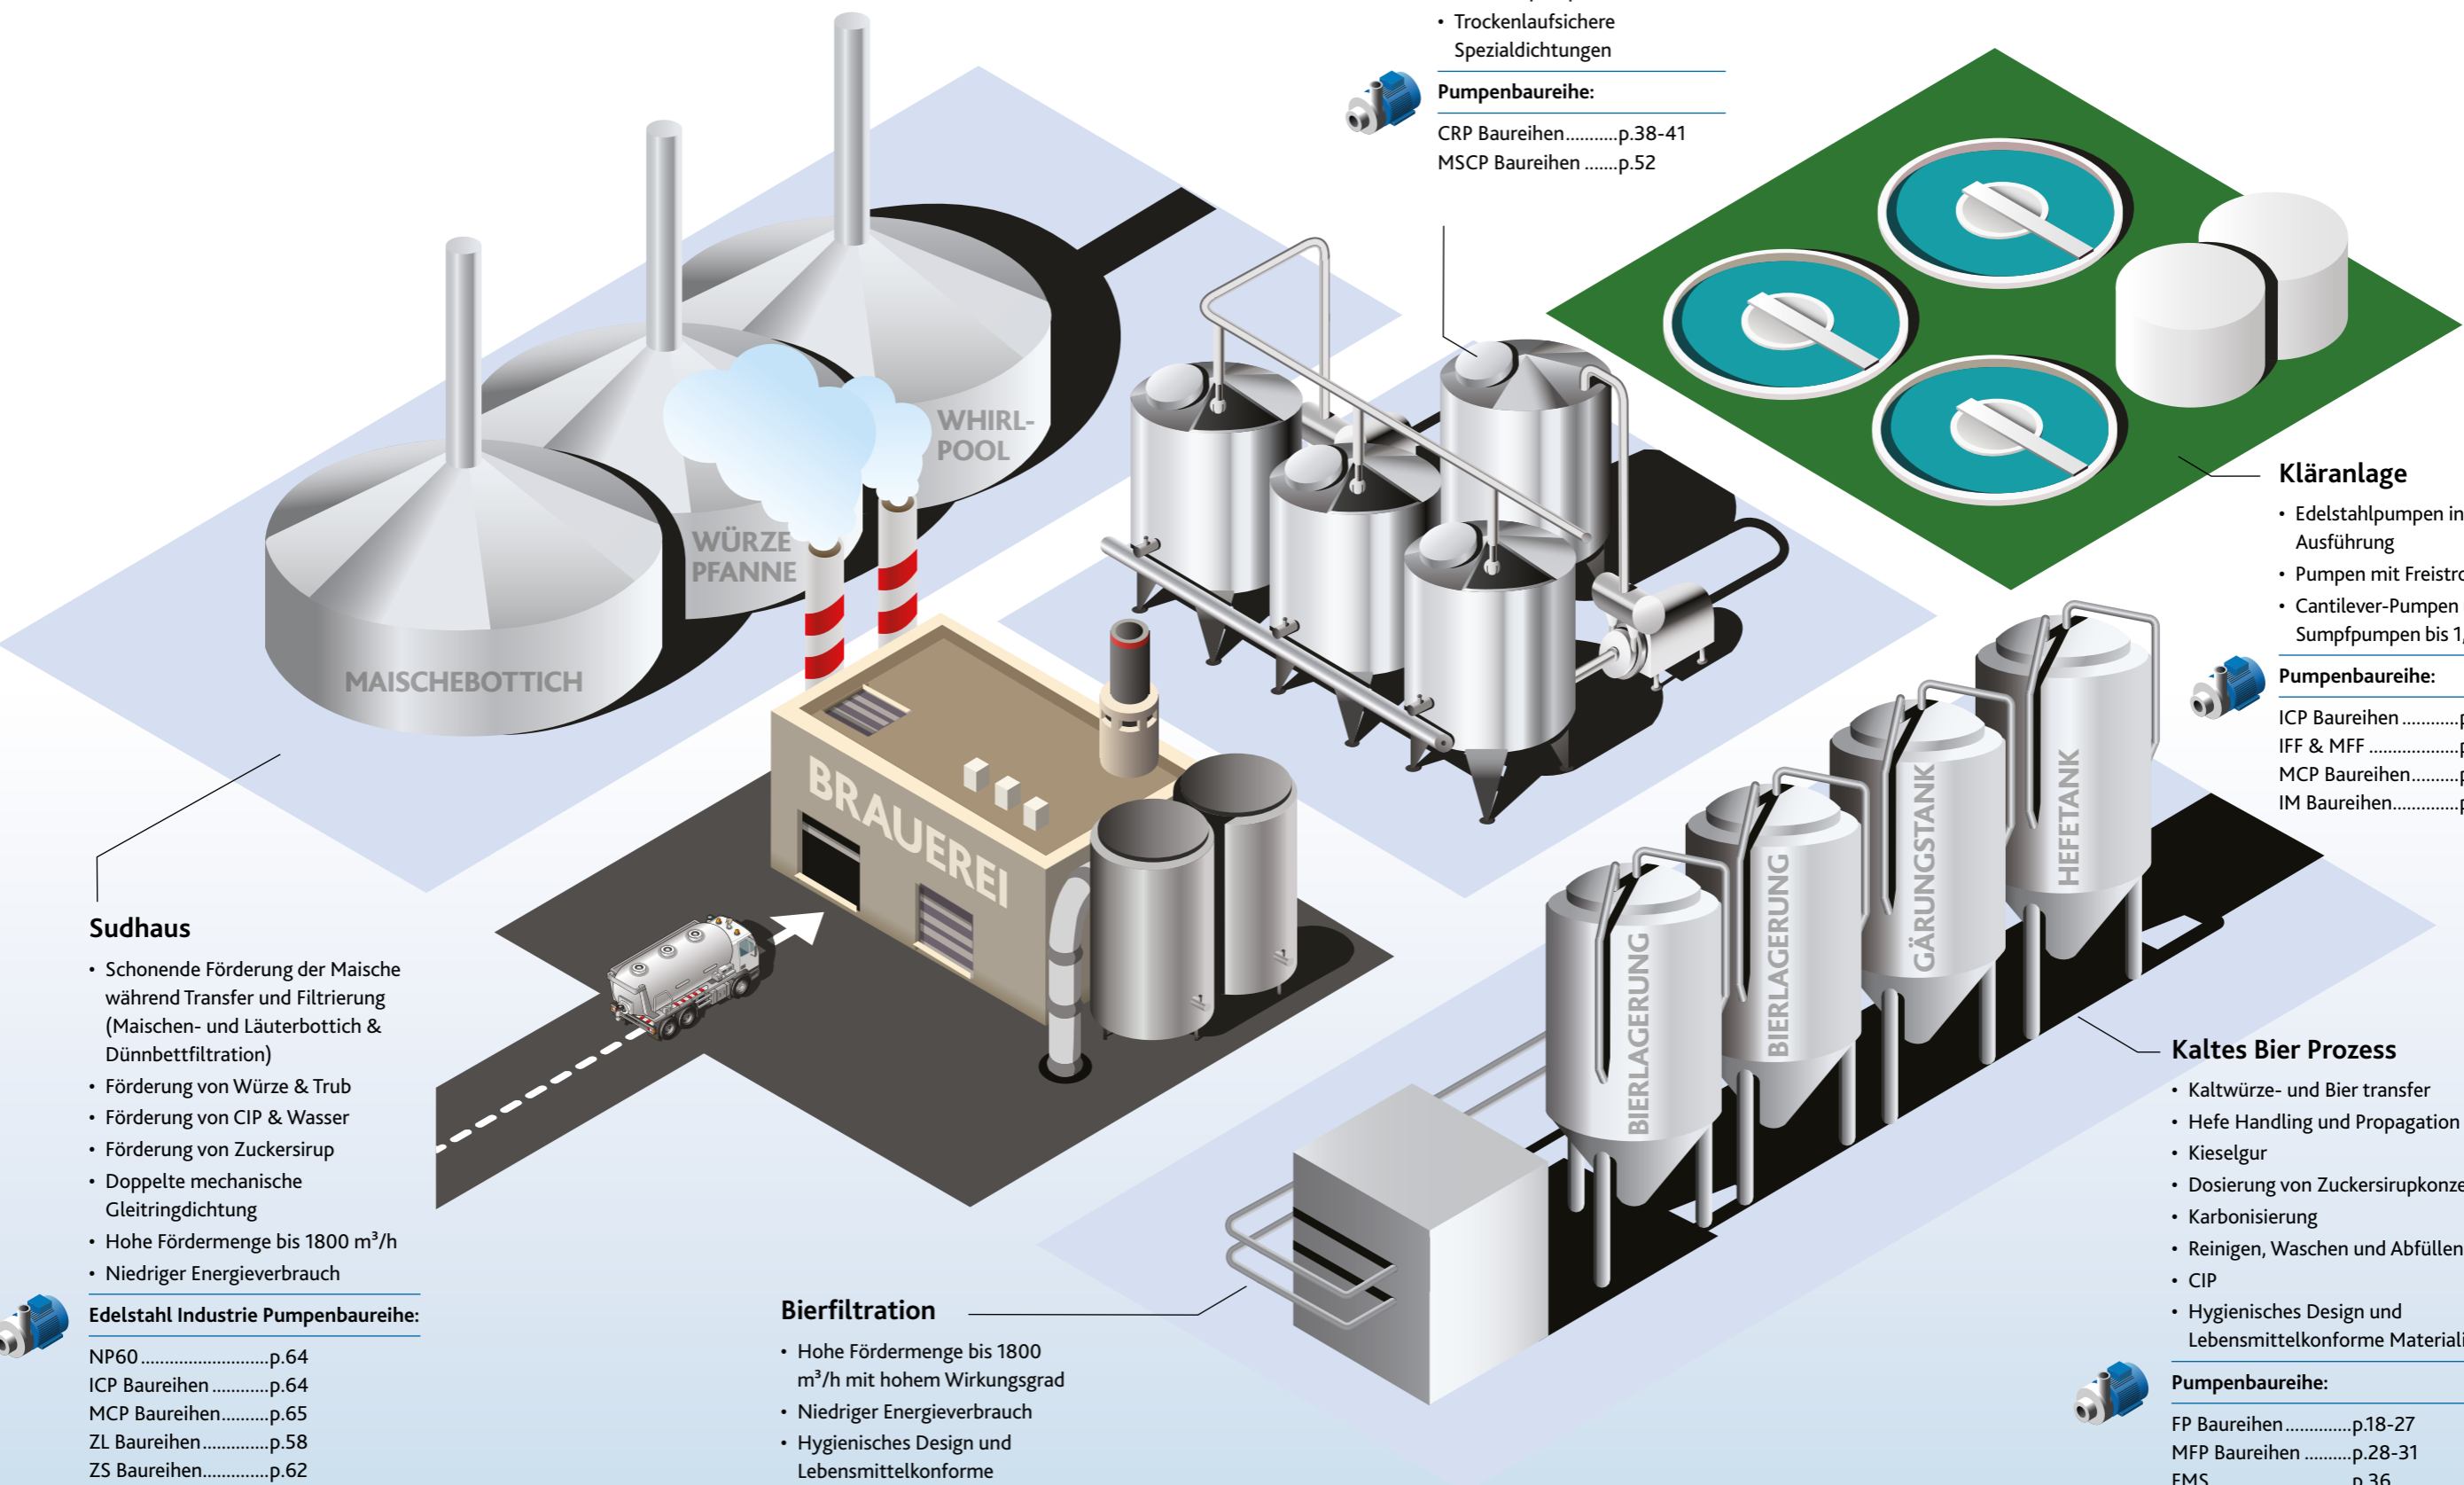 • Trockenlaufsichere
Spezialdichtungen
Pumpenbaureihe:
CRP Baureihen...........p.38-41
MSCP Baureihen .......p.52
WHIRL-
POOL
WÜRZE
PFANNE
MAISCHEBOTTICH
BRAUEREI
Kläranlage
• Edelstahlpumpen in
Ausführung
• Pumpen mit
• Cantilever-Pumpen
Sumpfpumpen bis
Pumpenbaureihe:
ICP Baureihen
IFF & MFF
MCP Baureihen
IM Baureihen
HEFETANK
GÄRUNGSTANK
BIERLAGERUNG
BIERLAGERUNG
Sudhaus
• Schonende Förderung der Maische
während Transfer und Filtrierung
(Maischen- und Läuterbottich &
Dünnbettfiltration)
• Förderung von Würze & Trub
• Förderung von CIP & Wasser
• Förderung von Zuckersirup
• Doppelte mechanische
Gleitringdichtung
• Hohe Fördermenge bis 1800 m³/h
• Niedriger Energieverbrauch
Edelstahl Industrie Pumpenbaureihe:
NP60...........................p.64
ICP Baureihen............p.64
MCP Baureihen..........p.65
ZL Baureihen..............p.58
ZS Baureihen..............p.62
Bierfiltration
• Hohe Fördermenge bis 1800
m³/h mit hohem Wirkungsgrad
• Niedriger Energieverbrauch
• Hygienisches Design und
Lebensmittelkonforme
Kaltes Bier Prozess
• Kaltwürze- und Bier transfer
• Hefe Handling und Propagation
• Kieselgur
• Dosierung von
• Karbonisierung
• Reinigen, Waschen und Abfüllen
• CIP
• Hygienisches Design und
Lebensmittelkonforme
Pumpenbaureihe:
FP Baureihen..............p.18-27
MFP Baureihen ..........p.28-31
FMS.............................p.36